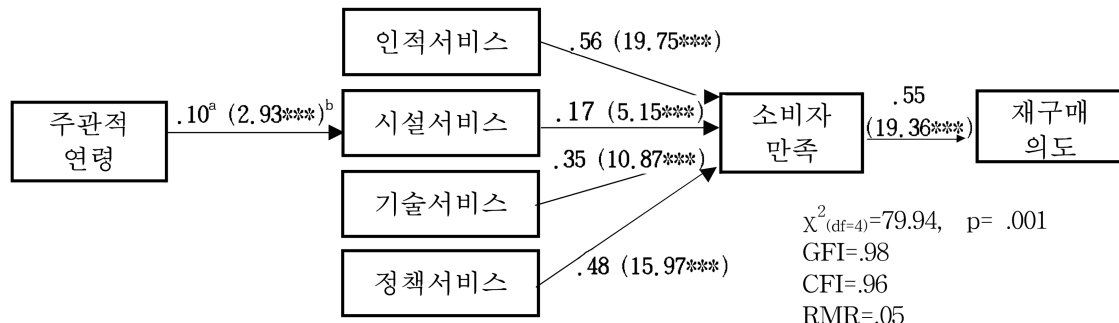 인적서비스
.56 (19.75***)
주관적
연령
.10ᵃ (2.93***)ᵇ
시설서비스
.17 (5.15***)
소비자
만족
.55
(19.36***)
재구매
의도
.35 (10.87***)
기술서비스
정책서비스
.48 (15.97***)
χ²(df=4)=79.94, p= .001
GFI=.98
CFI=.96
RMR=.05